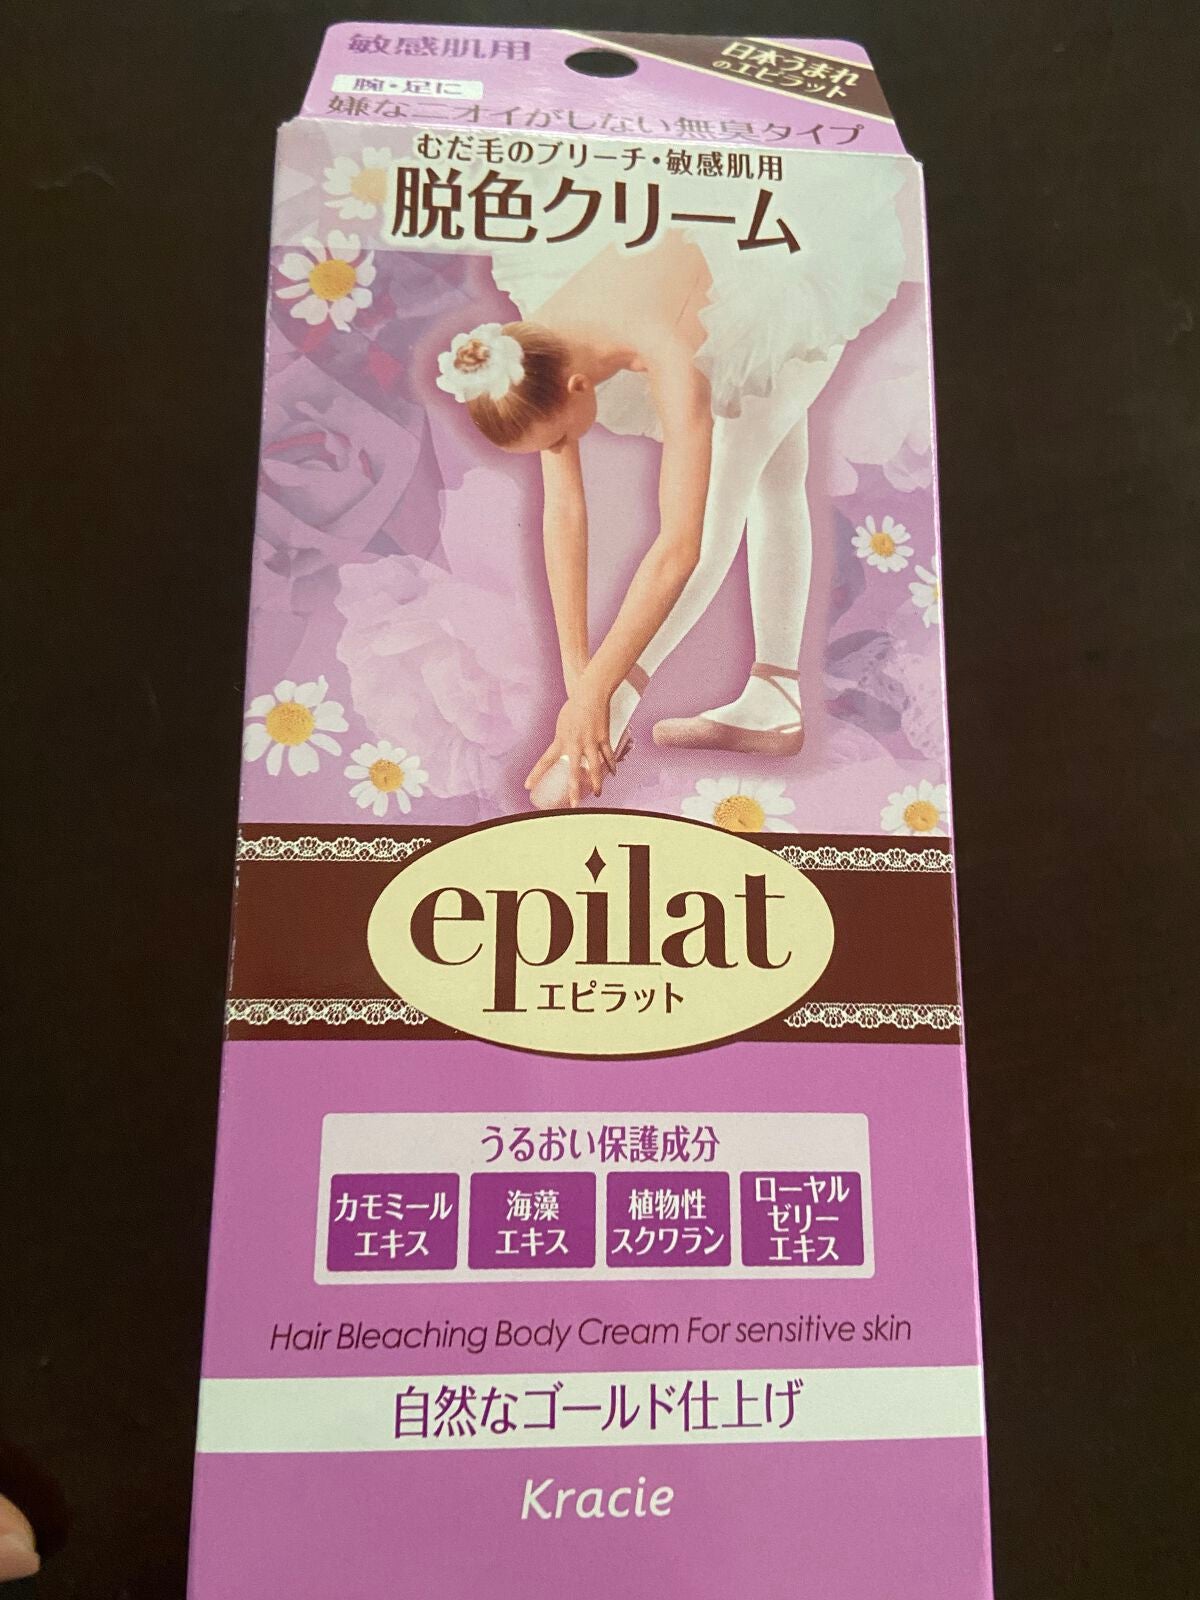 敏感肌用
日本うまれ
のエピラット
腕・足に
嫌なニオイがしない無臭タイプ
むだ毛のブリーチ・敏感肌用
脱色クリーム
epilat
エピラット
うるおい保護成分
カモミール
エキス
海藻
エキス
植物性
スクワラン
ローヤル
ゼリー
エキス
Hair Bleaching Body Cream For sensitive skin
自然なゴールド仕上げ
Kracie